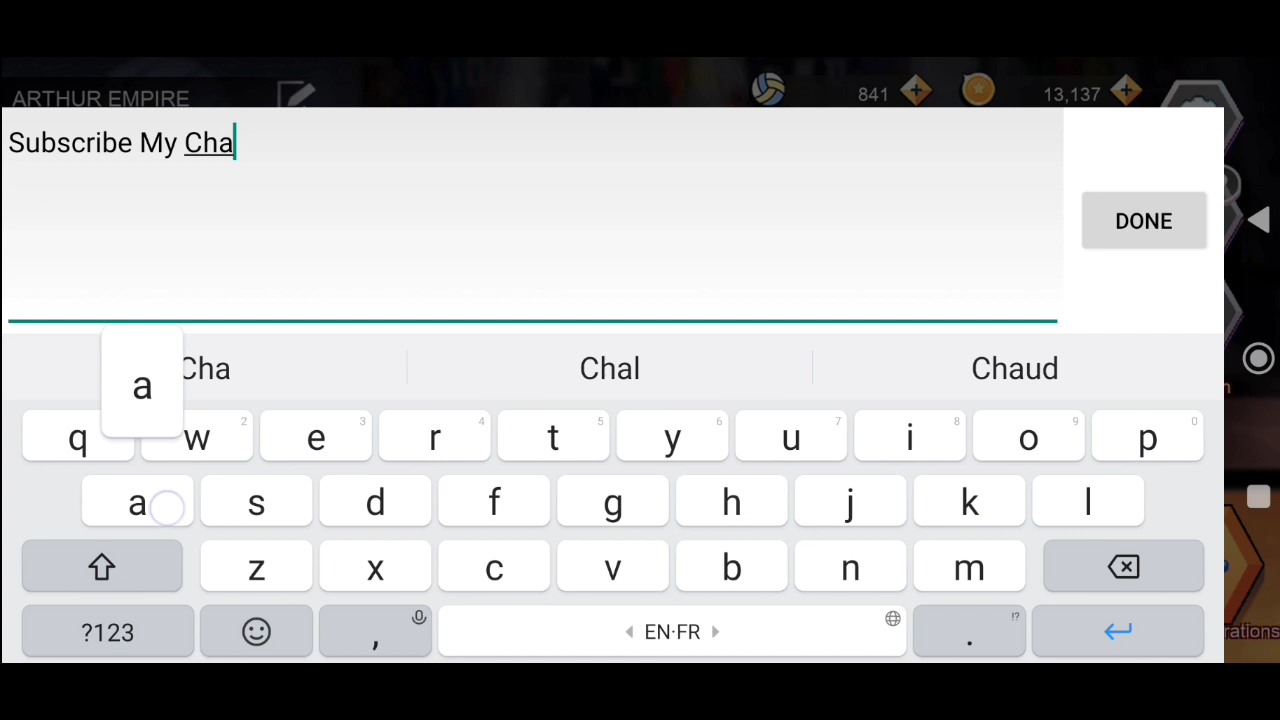 ARTHUR EMPIRE 841 13,137
Subscribe My Cha
DONE
Cha Chal Chaud
a
q w 2 e 3 r 4 t 5 y 6 u 7 i 8 o 9 p 0
a s d f g h j k l
z x c v b n m
?123 , EN·FR . !?
rations